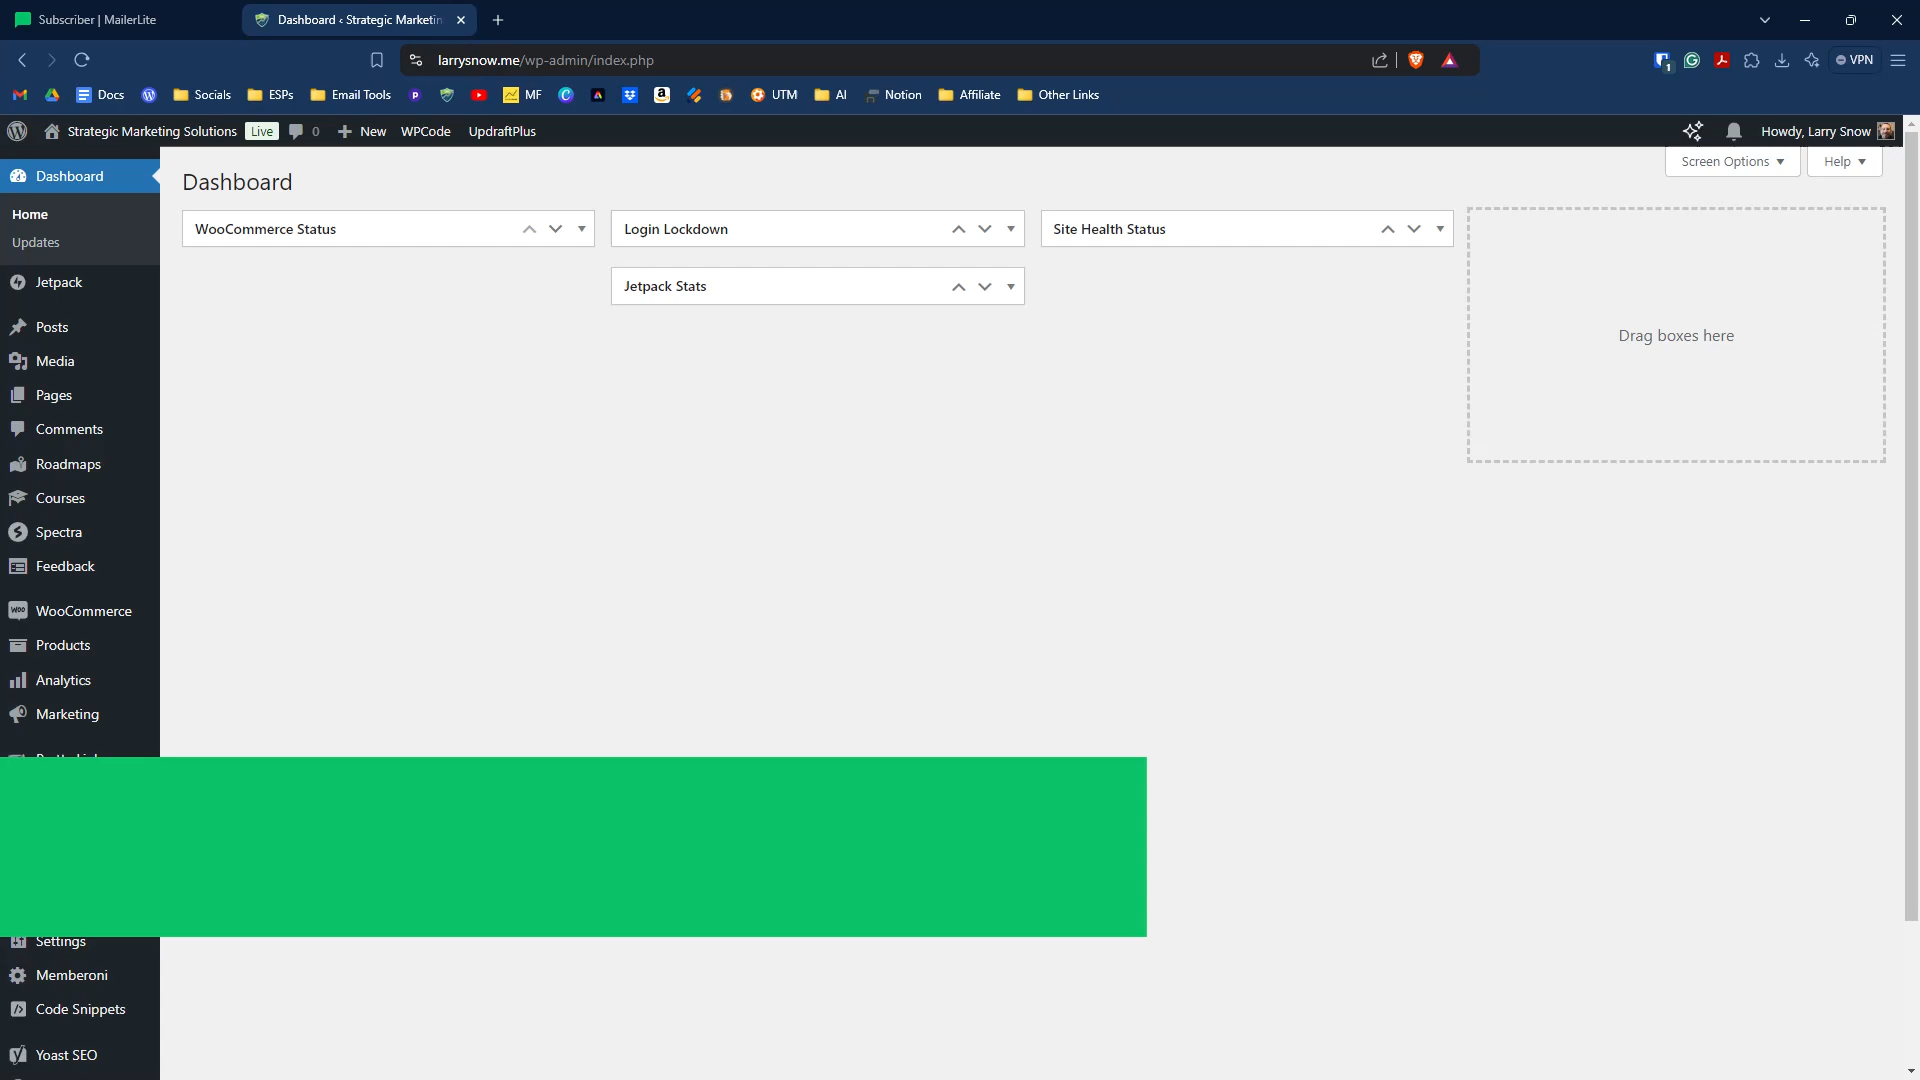 Subscriber | MailerLite
Dashboard ‹ Strategic Marketin
larrysnow.me/wp-admin/index.php
1
VPN
Docs
Socials
ESPs
Email Tools
MF
UTM
AI
Notion
Affiliate
Other Links
Strategic Marketing Solutions
Live
0
New
WPCode
UpdraftPlus
Howdy, Larry Snow
Dashboard
Home
Updates
Jetpack
Posts
Media
Pages
Comments
Roadmaps
Courses
Spectra
Feedback
WooCommerce
Products
Analytics
Marketing
Settings
Memberoni
Code Snippets
Yoast SEO
Screen Options
Help
Dashboard
WooCommerce Status
Login Lockdown
Site Health Status
Jetpack Stats
Drag boxes here